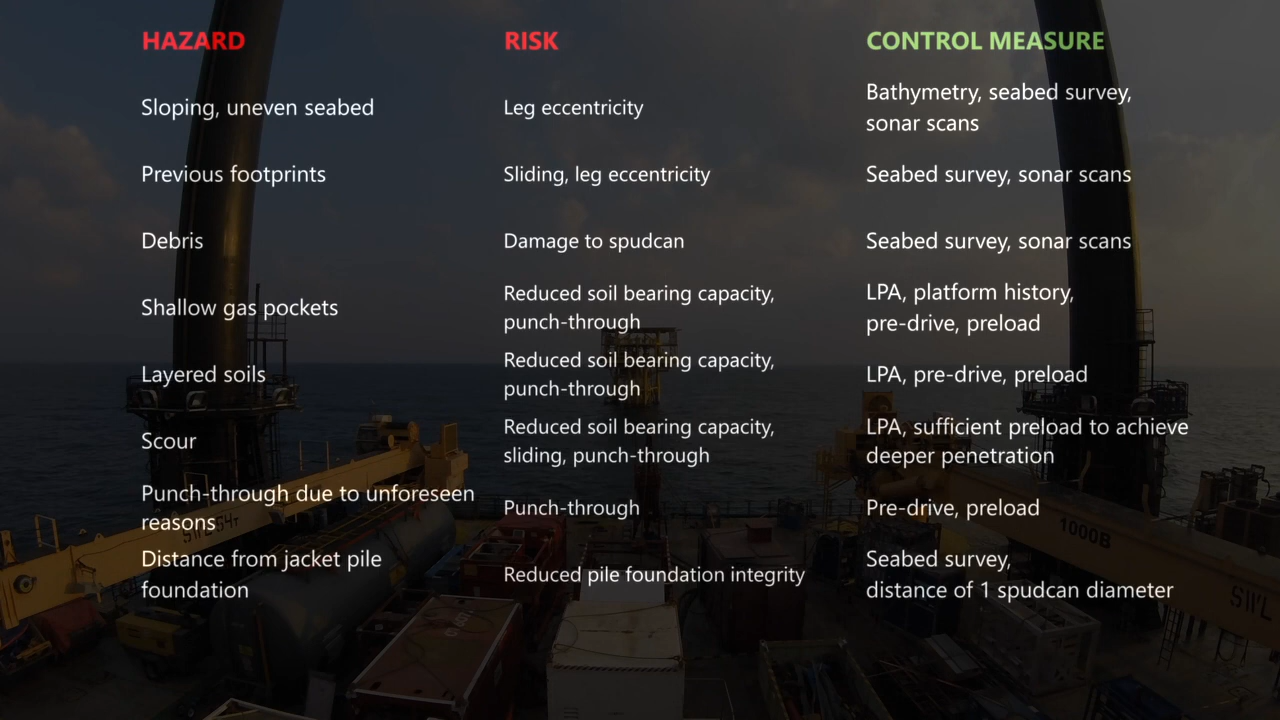 HAZARD RISK CONTROL MEASURE
Sloping, uneven seabed
Leg eccentricity
Bathymetry, seabed survey,
sonar scans
Previous footprints
Sliding, leg eccentricity
Seabed survey, sonar scans
Debris
Damage to spudcan
Seabed survey, sonar scans
Shallow gas pockets
Reduced soil bearing capacity,
punch-through
LPA, platform history,
pre-drive, preload
Layered soils
Reduced soil bearing capacity,
punch-through
LPA, pre-drive, preload
Scour
Reduced soil bearing capacity,
sliding, punch-through
LPA, sufficient preload to achieve
deeper penetration
Punch-through due to unforeseen
reasons
Punch-through
Pre-drive, preload
Distance from jacket pile
foundation
Reduced pile foundation integrity
Seabed survey,
distance of 1 spudcan diameter
1000B